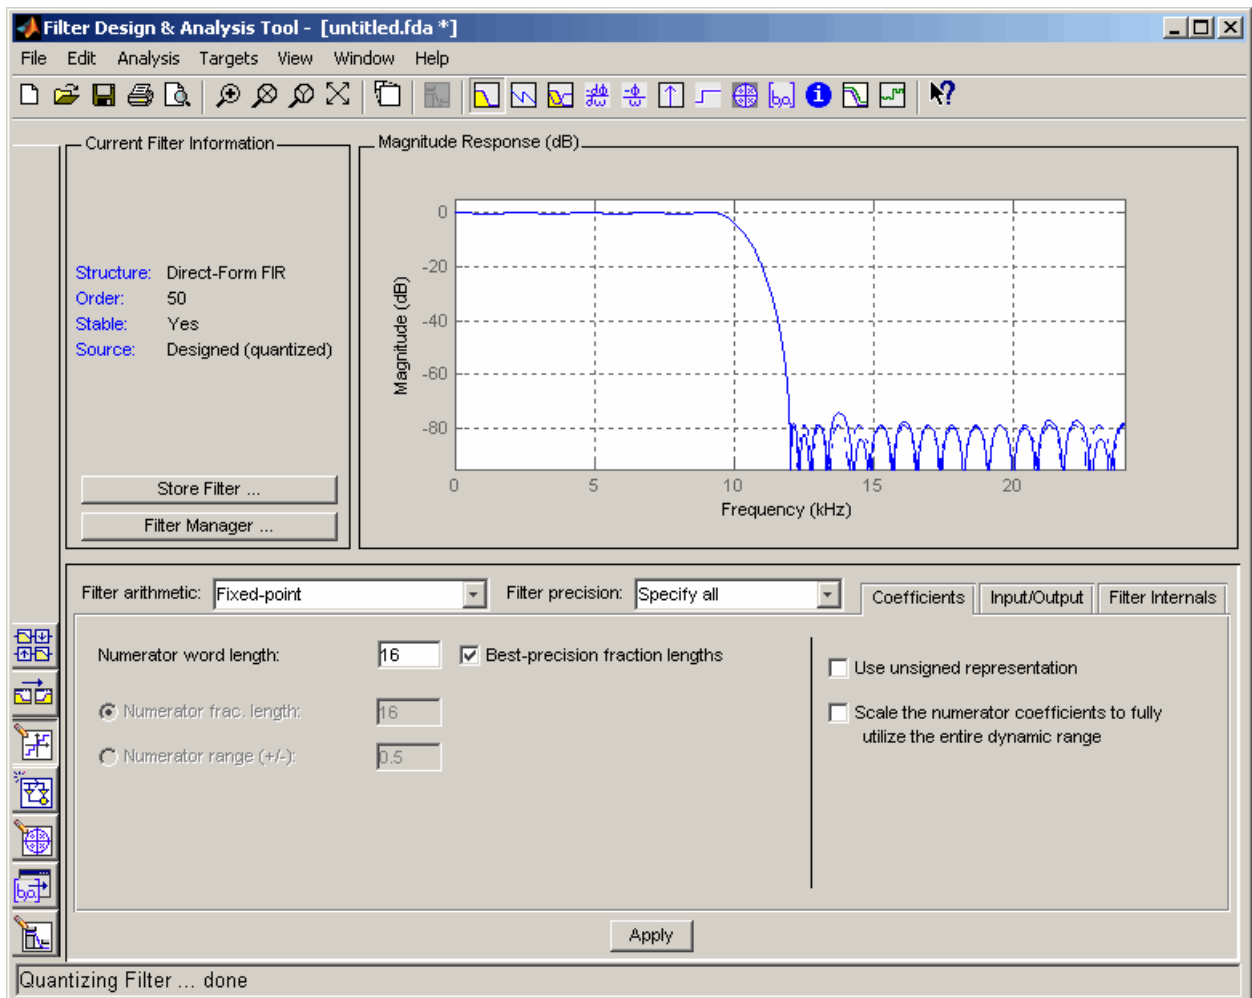 Filter Design & Analysis Tool - [untitled.fda *]
File Edit Analysis Targets View Window Help
Current Filter Information
Structure: Direct-Form FIR
Order: 50
Stable: Yes
Source: Designed (quantized)
Store Filter ...
Filter Manager ...
Magnitude Response (dB)
Magnitude (dB)
0
-20
-40
-60
-80
0 5 10 15 20
Frequency (kHz)
Filter arithmetic: Fixed-point Filter precision: Specify all Coefficients Input/Output Filter Internals
Numerator word length: 16 Best-precision fraction lengths
Numerator frac. length: 16
Numerator range (+/-): 0.5
Use unsigned representation
Scale the numerator coefficients to fully
utilize the entire dynamic range
Apply
Quantizing Filter ... done